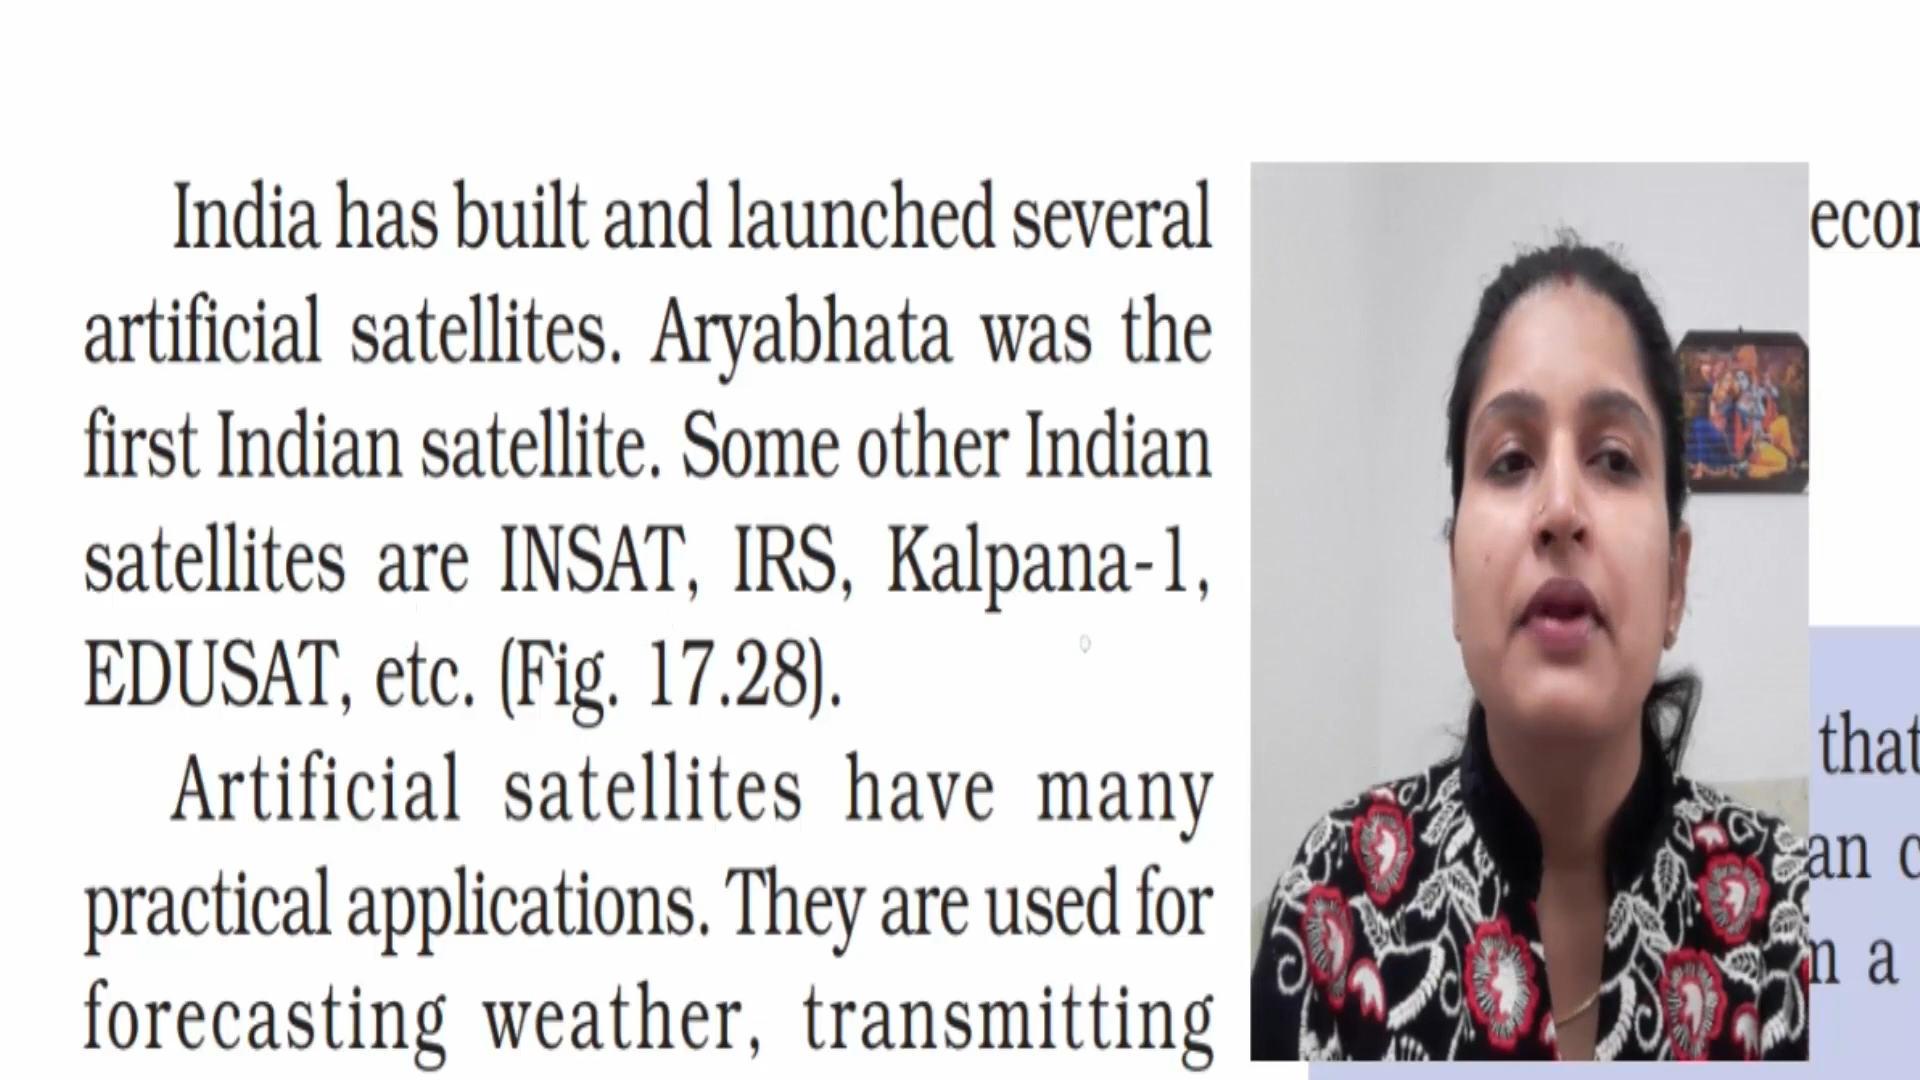 India has built and launched several
artificial satellites. Aryabhata was the
first Indian satellite. Some other Indian
satellites are INSAT, IRS, Kalpana-1,
EDUSAT, etc. (Fig. 17.28).
Artificial satellites have many
practical applications. They are used for
forecasting weather, transmitting
that
a